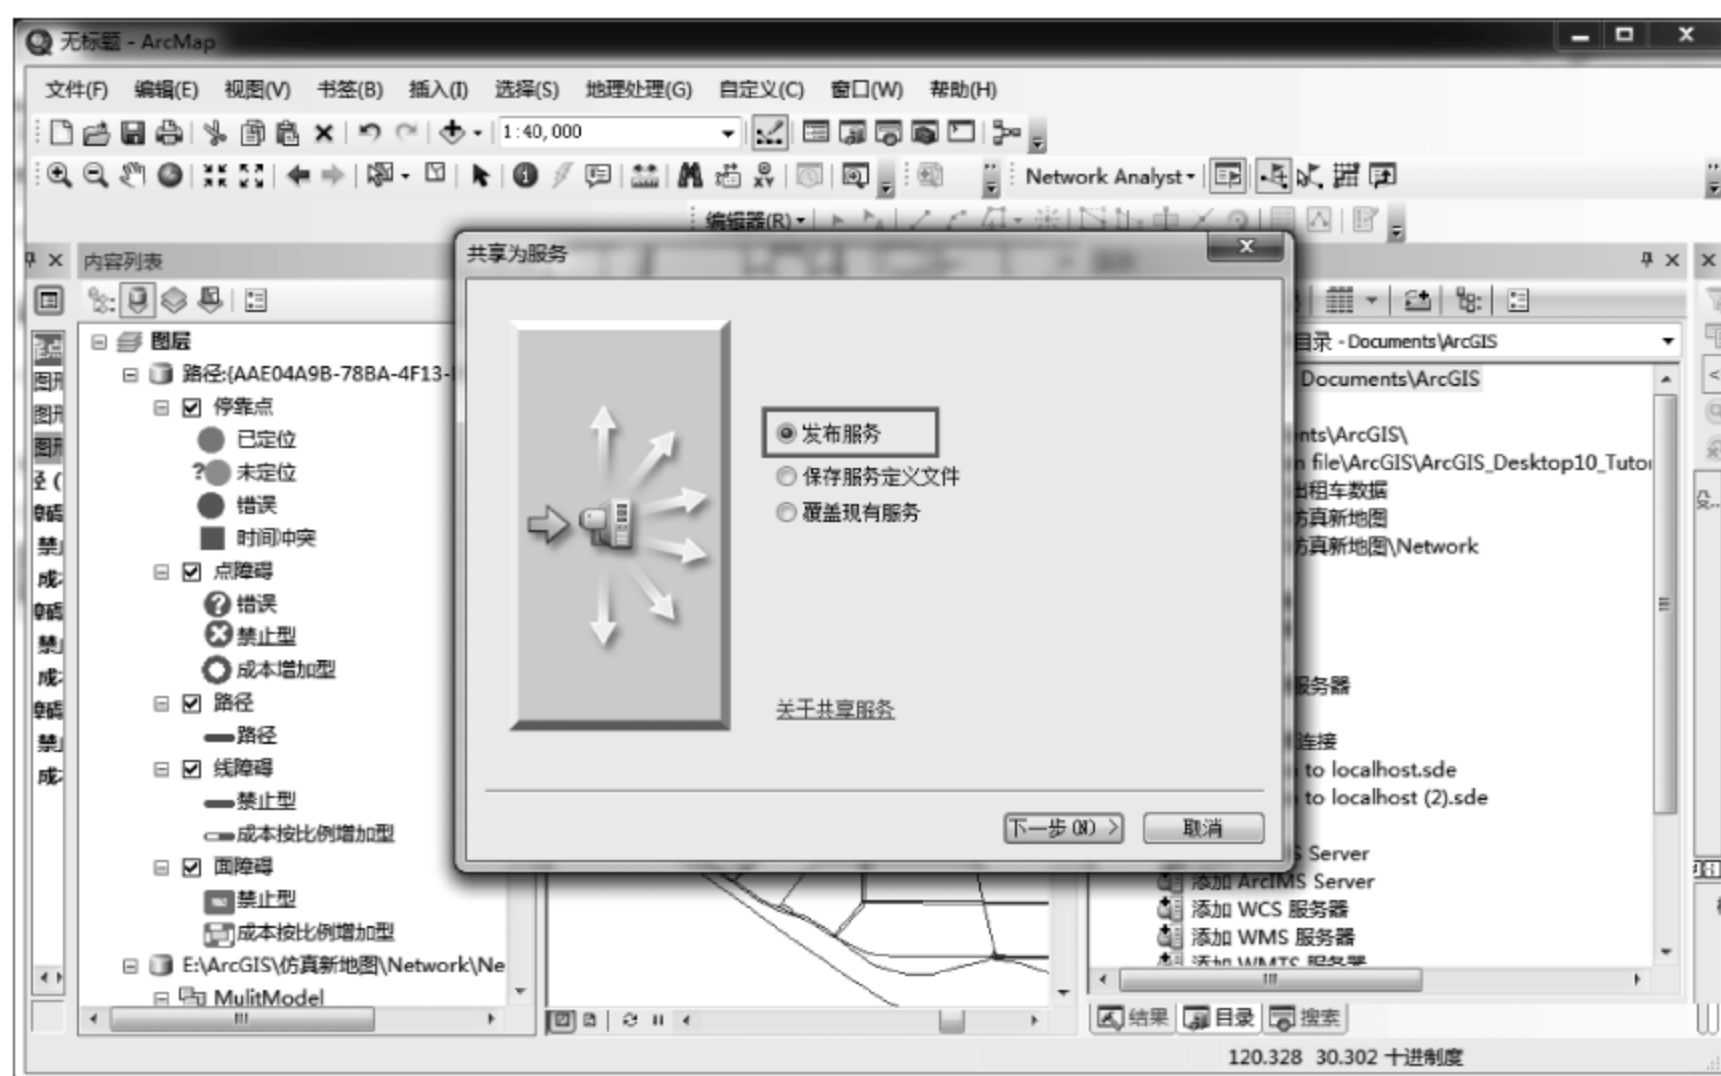 无标题 - ArcMap
文件(F) 编辑(E) 视图(V) 书签(B) 插入(I) 选择(S) 地理处理(G) 自定义(C) 窗口(W) 帮助(H)
1:40,000
Network Analyst
编辑器(R)
内容列表
图层
路径:{AAE04A9B-78BA-4F13-
停靠点
已定位
未定位
错误
时间冲突
点障碍
错误
禁止型
成本增加型
路径
路径
线障碍
禁止型
成本按比例增加型
面障碍
禁止型
成本按比例增加型
E:\ArcGIS\仿真新地图\Network\Ne
MulitModel
共享为服务
发布服务
保存服务定义文件
覆盖现有服务
关于共享服务
下一步(N) >
取消
目录 - Documents\ArcGIS
Documents\ArcGIS
nts\ArcGIS\
n file\ArcGIS\ArcGIS_Desktop10_Tutor
出租车数据
仿真新地图
仿真新地图\Network
服务器
连接
to localhost.sde
to localhost (2).sde
S Server
添加 ArcIMS Server
添加 WCS 服务器
添加 WMS 服务器
添加 WMTS 服务器
结果 目录 搜索
120.328 30.302 十进制度